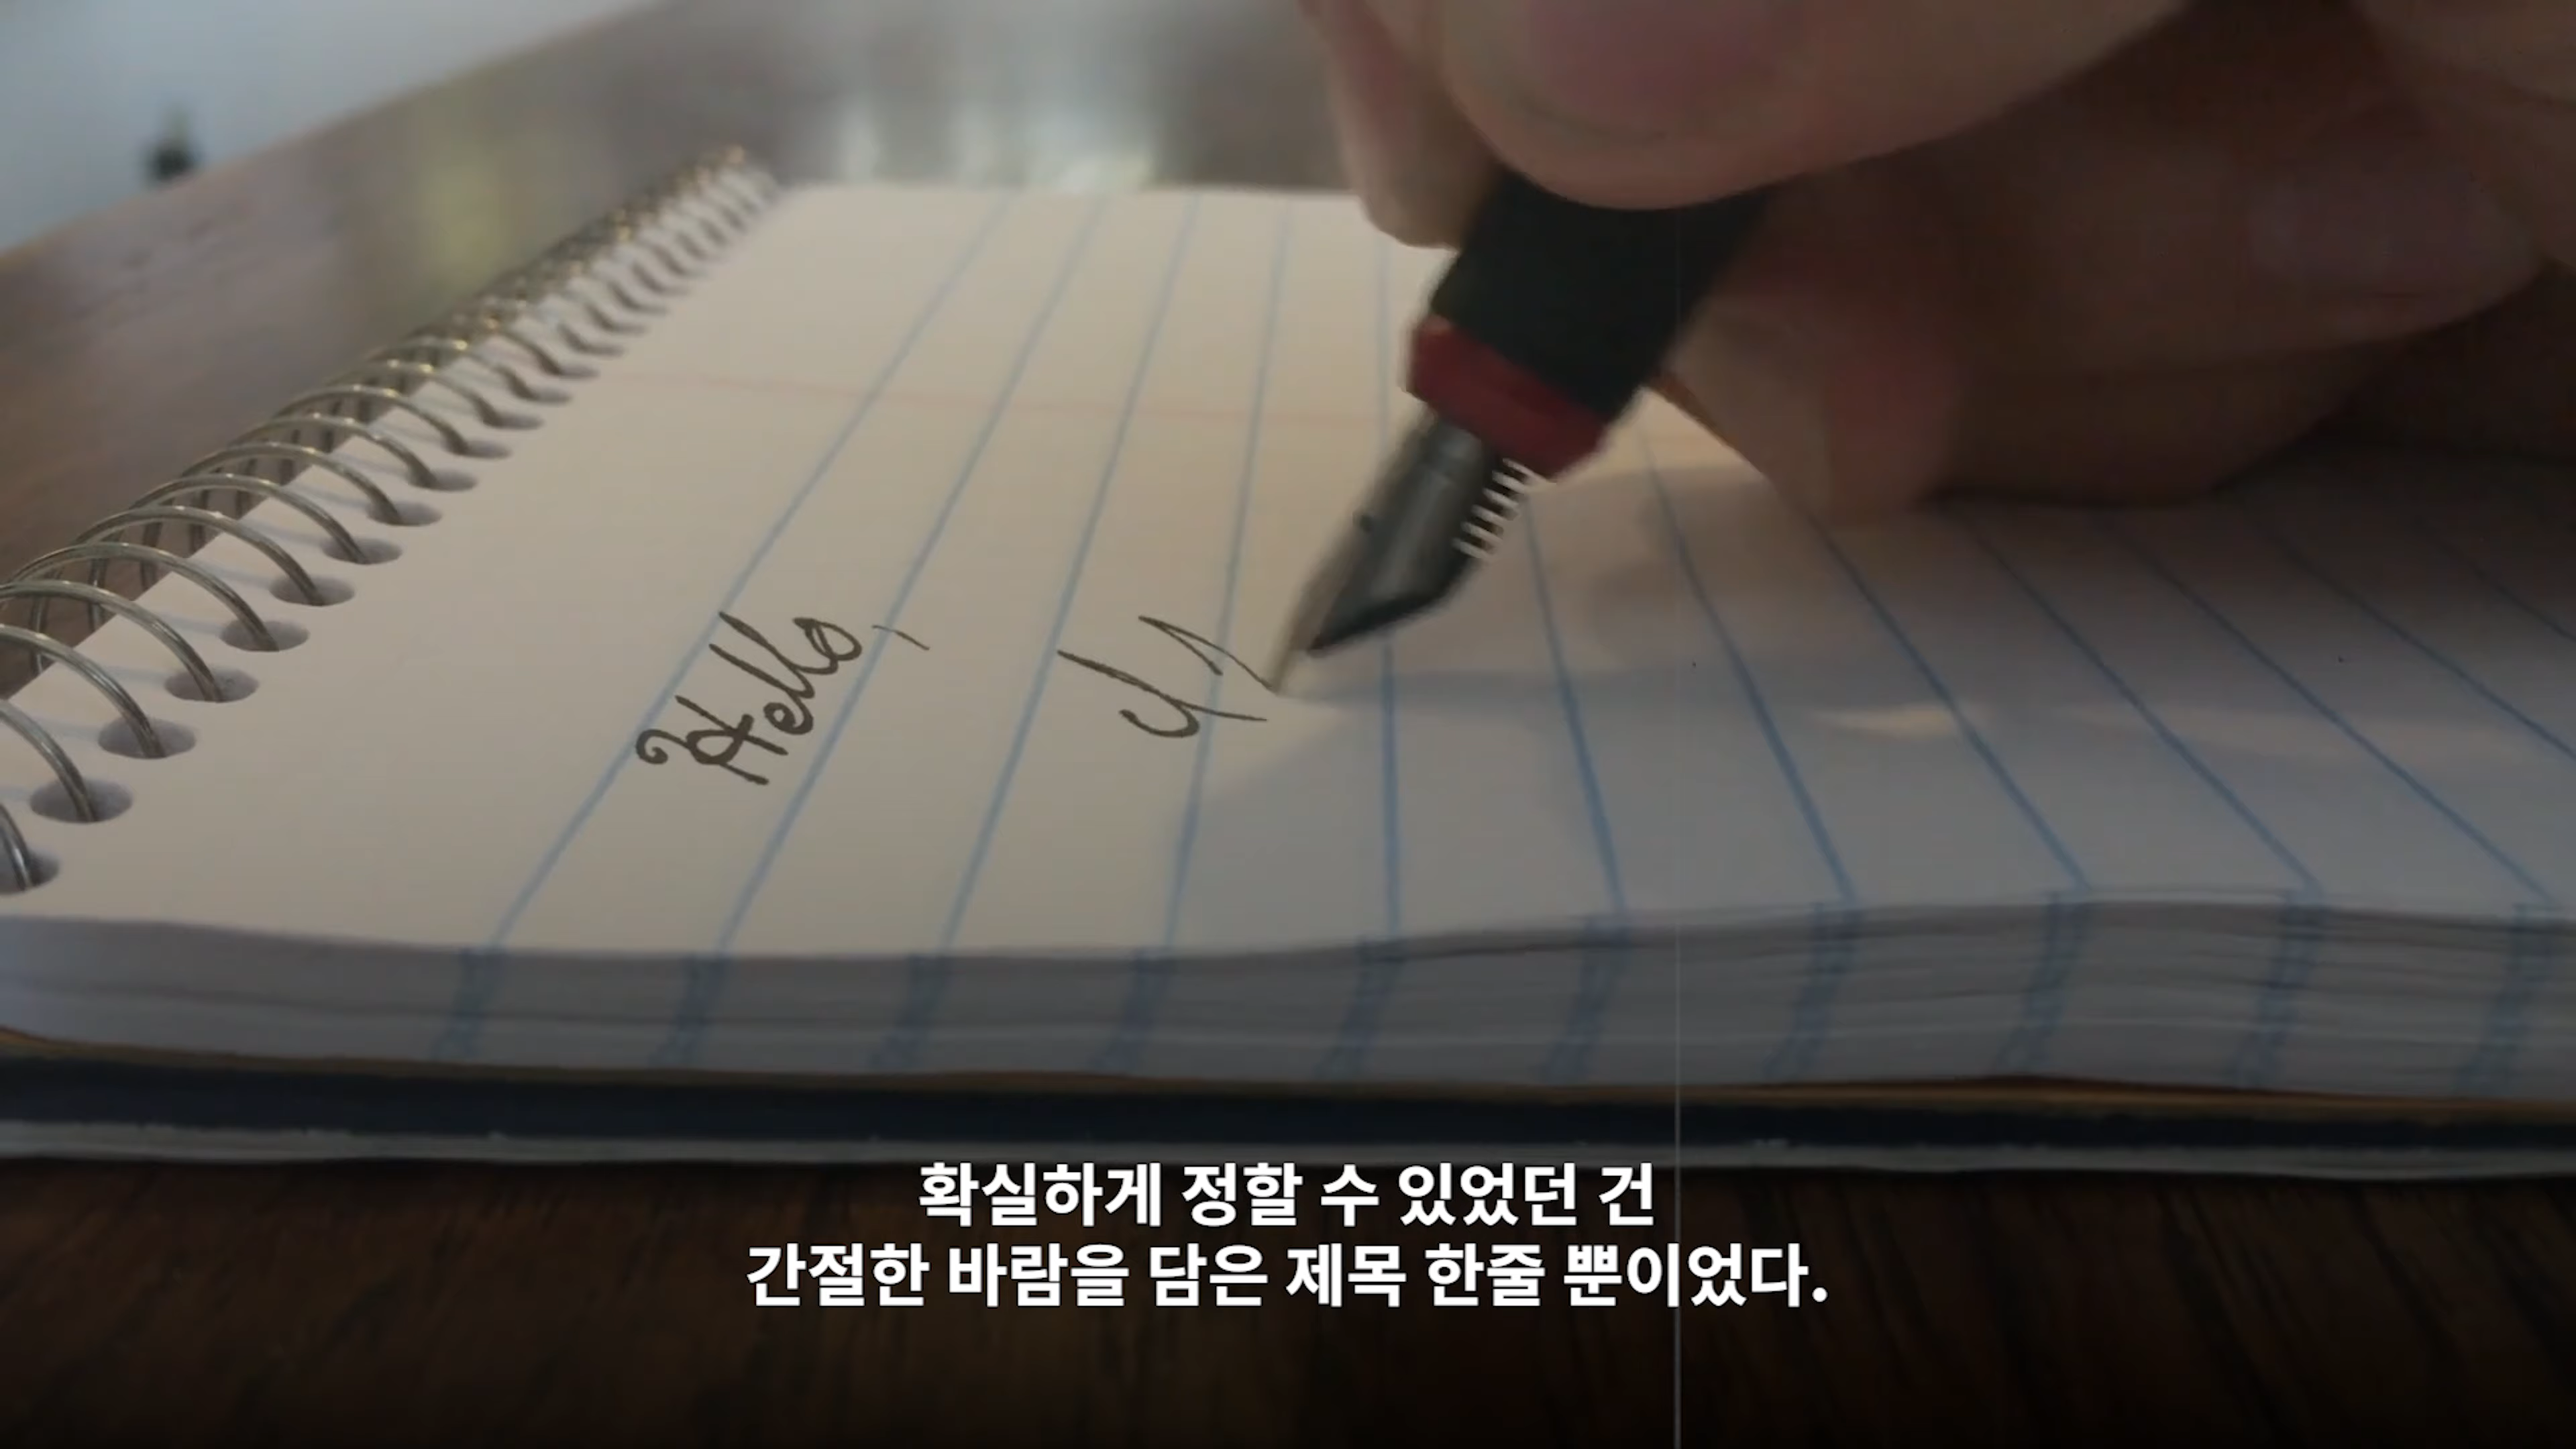 Hello,
확실하게 정할 수 있었던 건
간절한 바람을 담은 제목 한줄 뿐이었다.